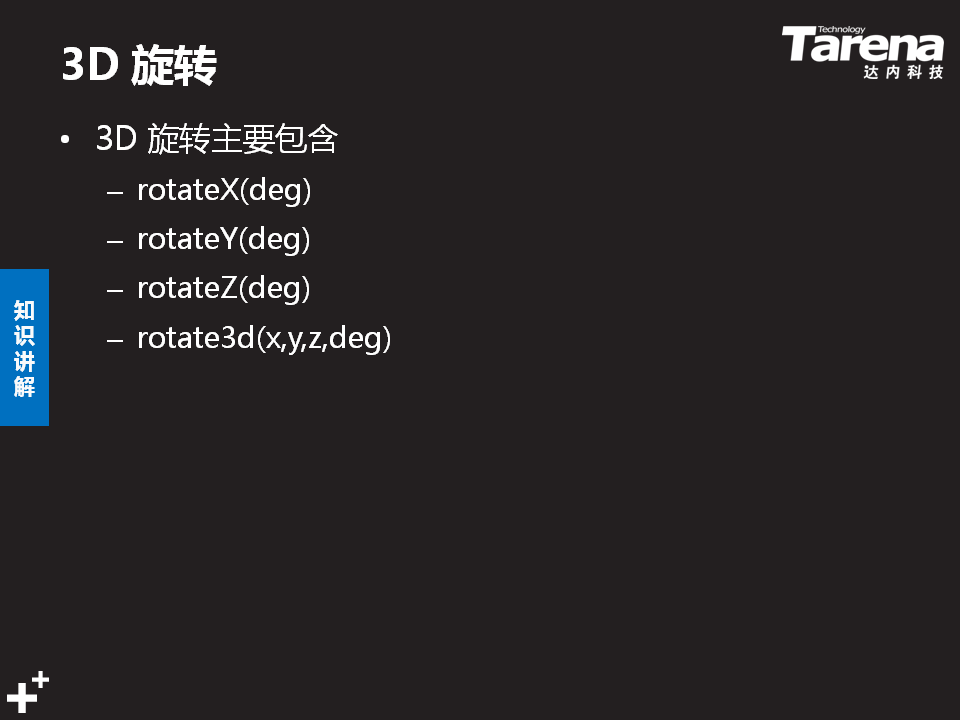 3D 旋转
Technology
Tarena
达内科技
• 3D 旋转主要包含
– rotateX(deg)
– rotateY(deg)
– rotateZ(deg)
– rotate3d(x,y,z,deg)
知识讲解